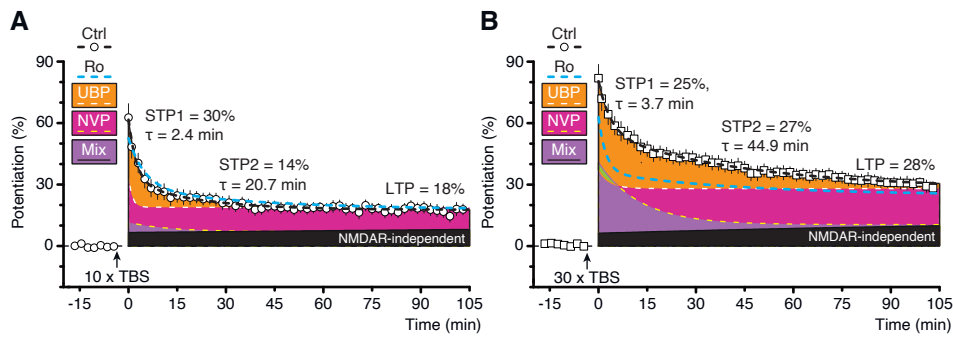 A
Ctrl
Ro
UBP
NVP
Mix
Potentiation (%)
90
60
30
0
STP1 = 30%
τ = 2.4 min
STP2 = 14%
τ = 20.7 min
LTP = 18%
NMDAR-independent
10 x TBS
-15 0 15 30 45 60 75 90 105
Time (min)
B
Ctrl
Ro
UBP
NVP
Mix
Potentiation (%)
90
60
30
0
STP1 = 25%,
τ = 3.7 min
STP2 = 27%
τ = 44.9 min
LTP = 28%
NMDAR-independent
30 x TBS
-15 0 15 30 45 60 75 90 105
Time (min)